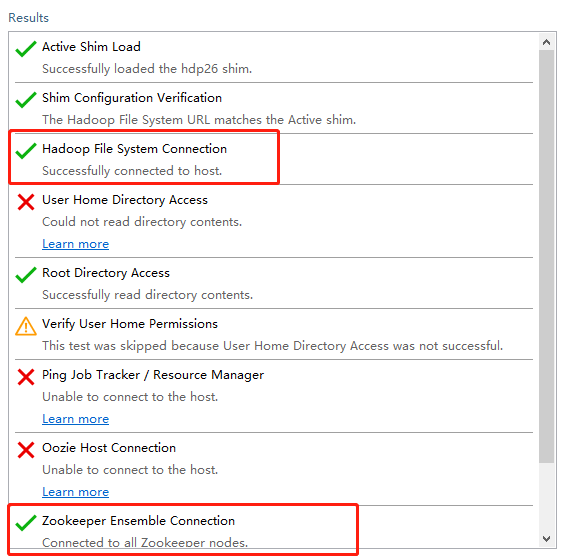 Results
Active Shim Load
Successfully loaded the hdp26 shim.
Shim Configuration Verification
The Hadoop File System URL matches the Active shim.
Hadoop File System Connection
Successfully connected to host.
User Home Directory Access
Could not read directory contents.
Learn more
Root Directory Access
Successfully read directory contents.
Verify User Home Permissions
This test was skipped because User Home Directory Access was not successful.
Ping Job Tracker / Resource Manager
Unable to connect to the host.
Learn more
Oozie Host Connection
Unable to connect to the host.
Learn more
Zookeeper Ensemble Connection
Connected to all Zookeeper nodes.